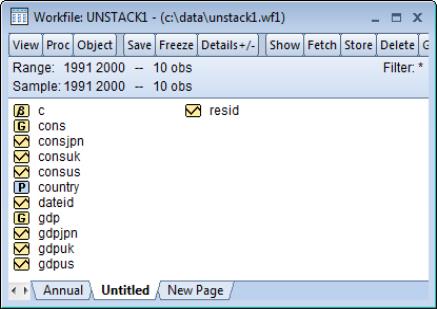 Workfile: UNSTACK1 - (c:\data\unstack1.wf1)
View Proc Object Save Freeze Details+/- Show Fetch Store Delete G
Range: 1991 2000 -- 10 obs Filter: *
Sample: 1991 2000 -- 10 obs
β c resid
G cons
consjpn
consuk
consus
P country
dateid
G gdp
gdpjpn
gdpuk
gdpus
Annual Untitled New Page